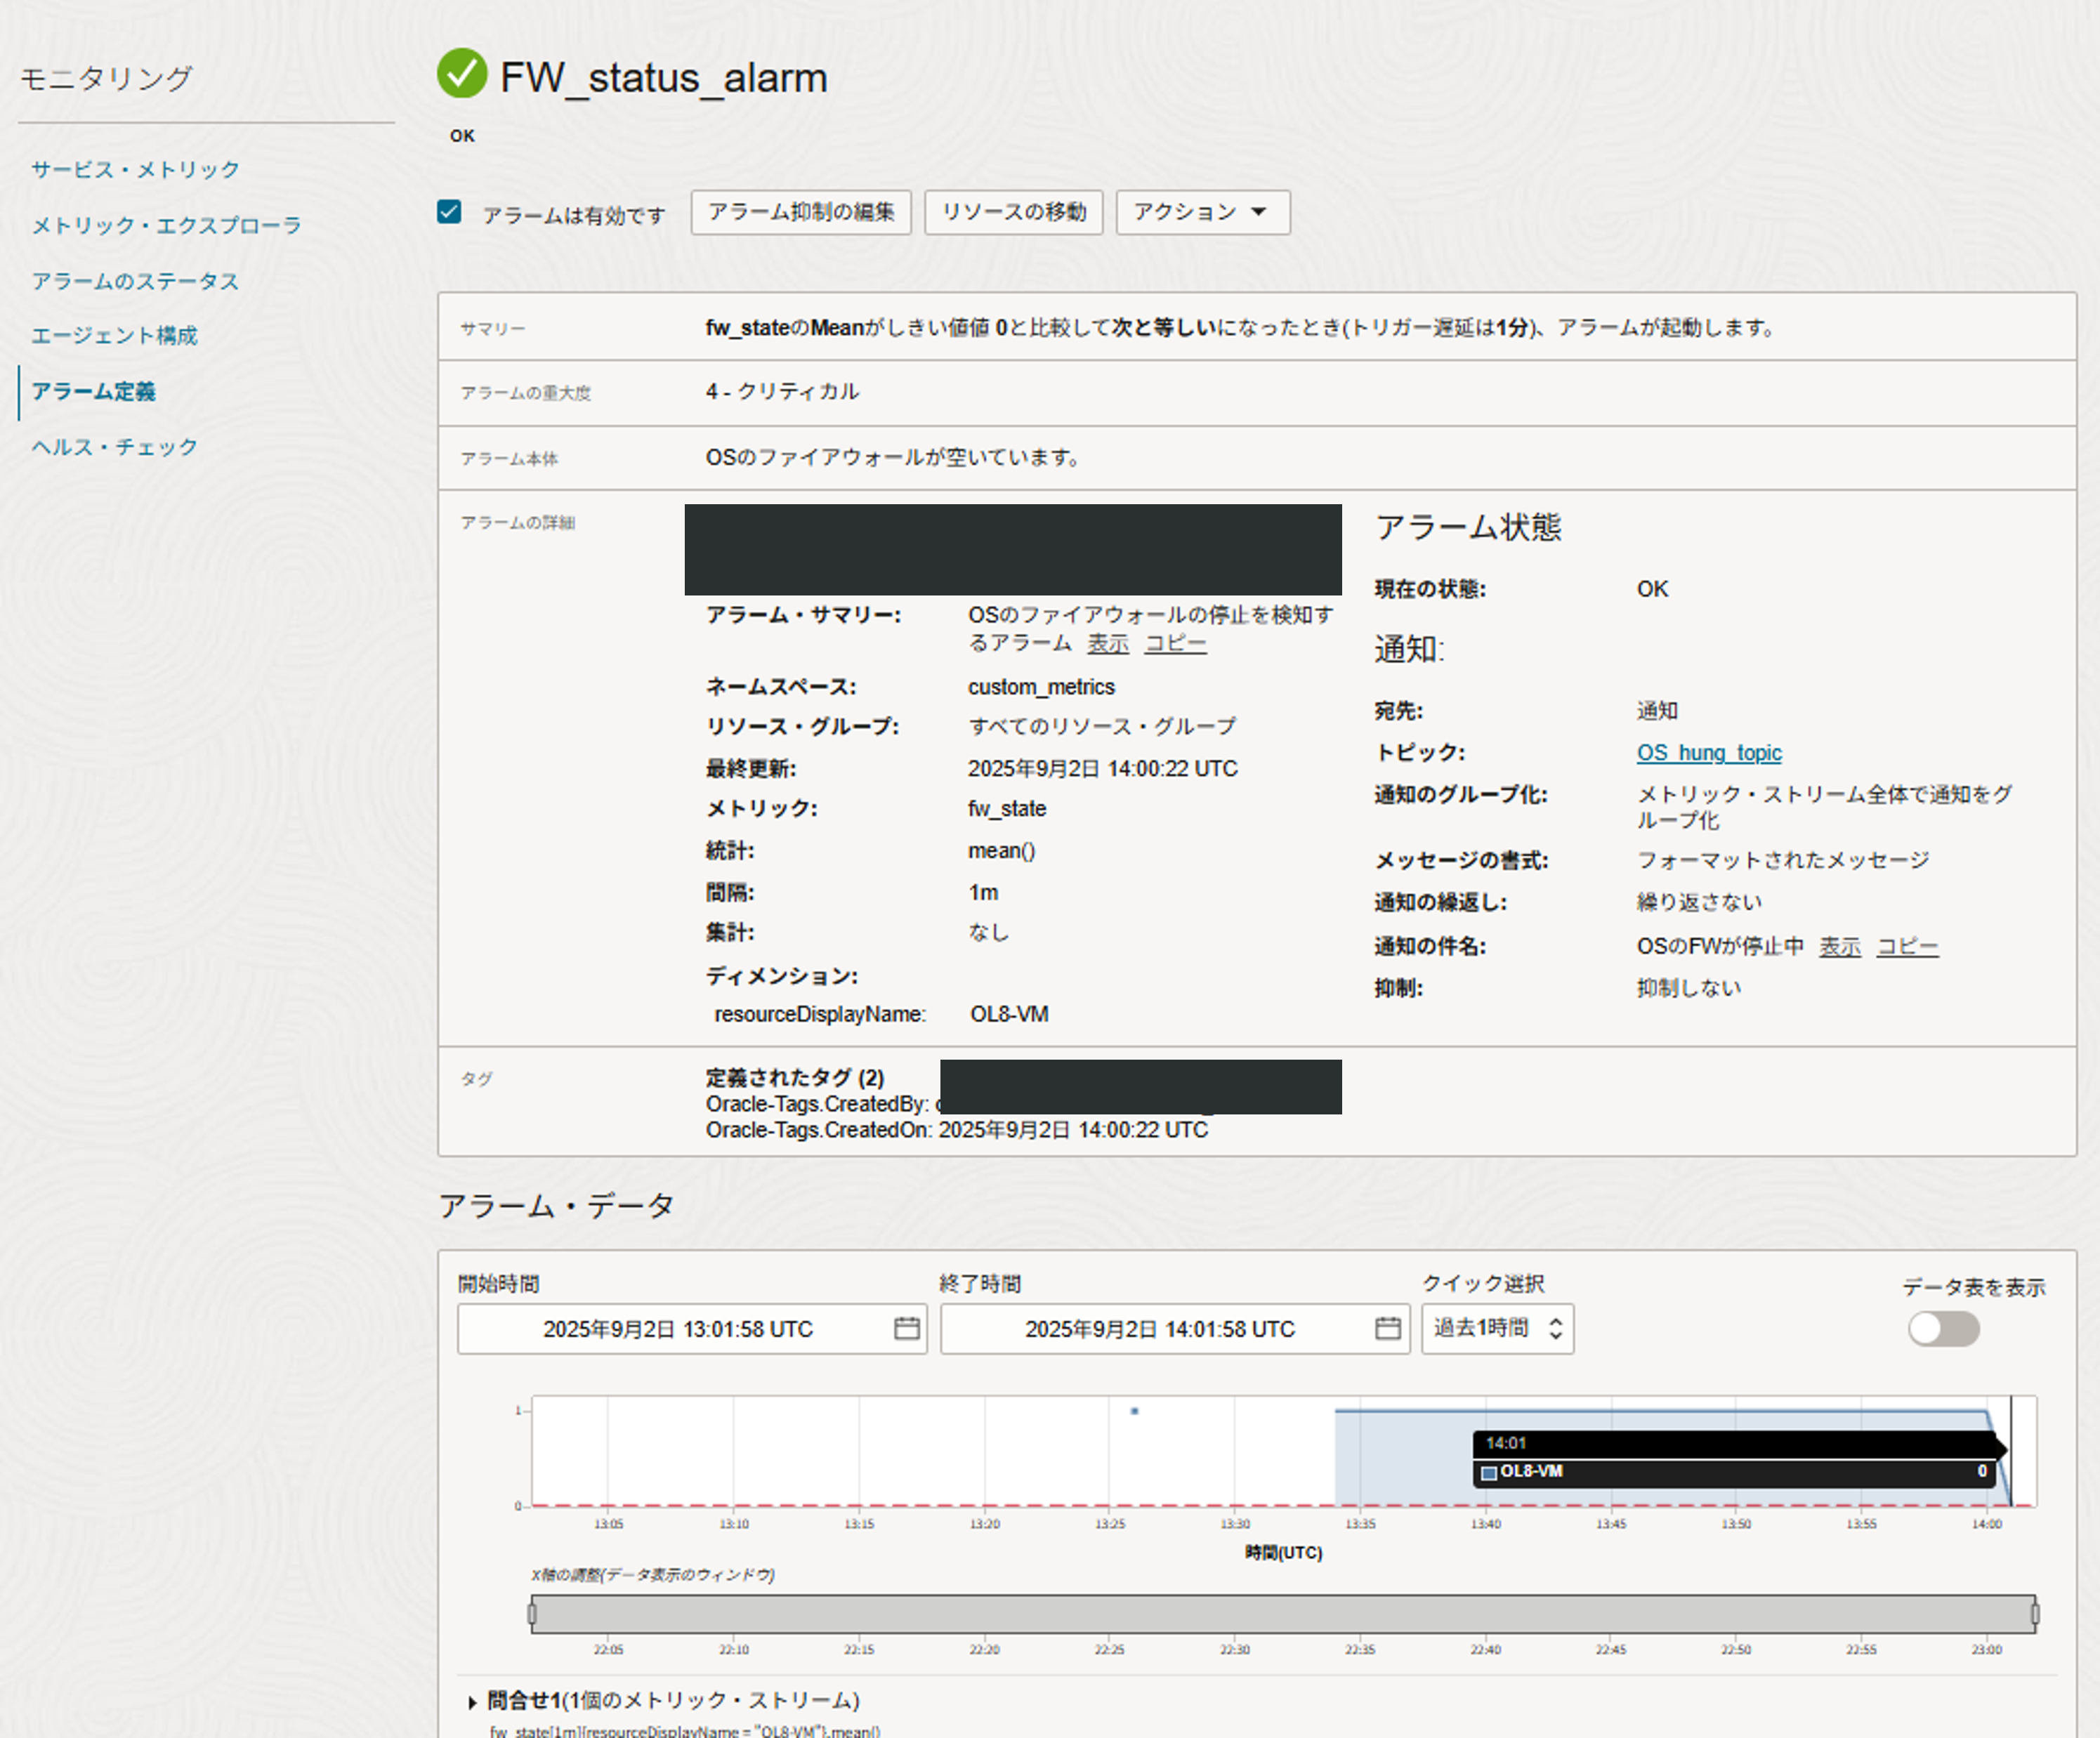 モニタリング
サービス・メトリック
メトリック・エクスプローラ
アラームのステータス
エージェント構成
アラーム定義
ヘルス・チェック
FW_status_alarm
OK
アラームは有効です
アラーム抑制の編集
リソースの移動
アクション
サマリー
fw_stateのMeanがしきい値値 0と比較して次と等しいになったとき(トリガー遅延は1分)、アラームが起動します。
アラームの重大度
4 - クリティカル
アラーム本体
OSのファイアウォールが空いています。
アラームの詳細
アラーム・サマリー:
OSのファイアウォールの停止を検知す
るアラーム 表示 コピー
ネームスペース:
custom_metrics
リソース・グループ:
すべてのリソース・グループ
最終更新:
2025年9月2日 14:00:22 UTC
メトリック:
fw_state
統計:
mean()
間隔:
1m
集計:
なし
ディメンション:
resourceDisplayName:
OL8-VM
アラーム状態
現在の状態:
OK
通知:
宛先:
通知
トピック:
OS_hung_topic
通知のグループ化:
メトリック・ストリーム全体で通知をグ
ループ化
メッセージの書式:
フォーマットされたメッセージ
通知の繰返し:
繰り返さない
通知の件名:
OSのFWが停止中 表示 コピー
抑制:
抑制しない
タグ
定義されたタグ (2)
Oracle-Tags.CreatedBy:
Oracle-Tags.CreatedOn: 2025年9月2日 14:00:22 UTC
アラーム・データ
開始時間
2025年9月2日 13:01:58 UTC
終了時間
2025年9月2日 14:01:58 UTC
クイック選択
過去1時間
データ表を表示
1
0
14:01
OL8-VM 0
13:05 13:10 13:15 13:20 13:25 13:30 13:35 13:40 13:45 13:50 13:55 14:00
時間(UTC)
X軸の調整(データ表示のウィンドウ)
22:05 22:10 22:15 22:20 22:25 22:30 22:35 22:40 22:45 22:50 22:55 23:00
問合せ1(1個のメトリック・ストリーム)
fw_state[1m]{resourceDisplayName = "OL8-VM"}.mean()